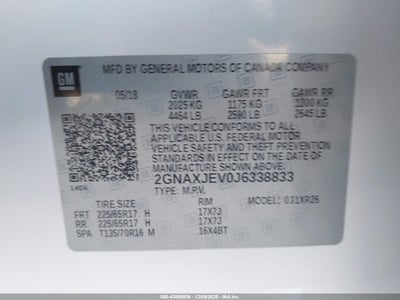 GM
MFD BY GENERAL MOTORS OF CANADA COMPANY
05/18 GVWR GAWR FRT GAWR RR
2025 KG 1175 KG 1200 KG
4464 LB 2590 LB 2645 LB
THIS VEHICLE CONFORMS TO ALL
APPLICABLE U.S. FEDERAL MOTOR
VEHICLE SAFETY AND THEFT PREVENTION
STANDARDS IN EFFECT ON THE DATE OF
MANUFACTURE SHOWN ABOVE.
2GNAXJEV0J6338833
TYPE: M.P.V. MODEL: 031XR26
TIRE SIZE RIM
FRT 225/65R17 H 17X7J
RR 225/65R17 H 17X7J
SPA T135/70R16 M 16X4BT